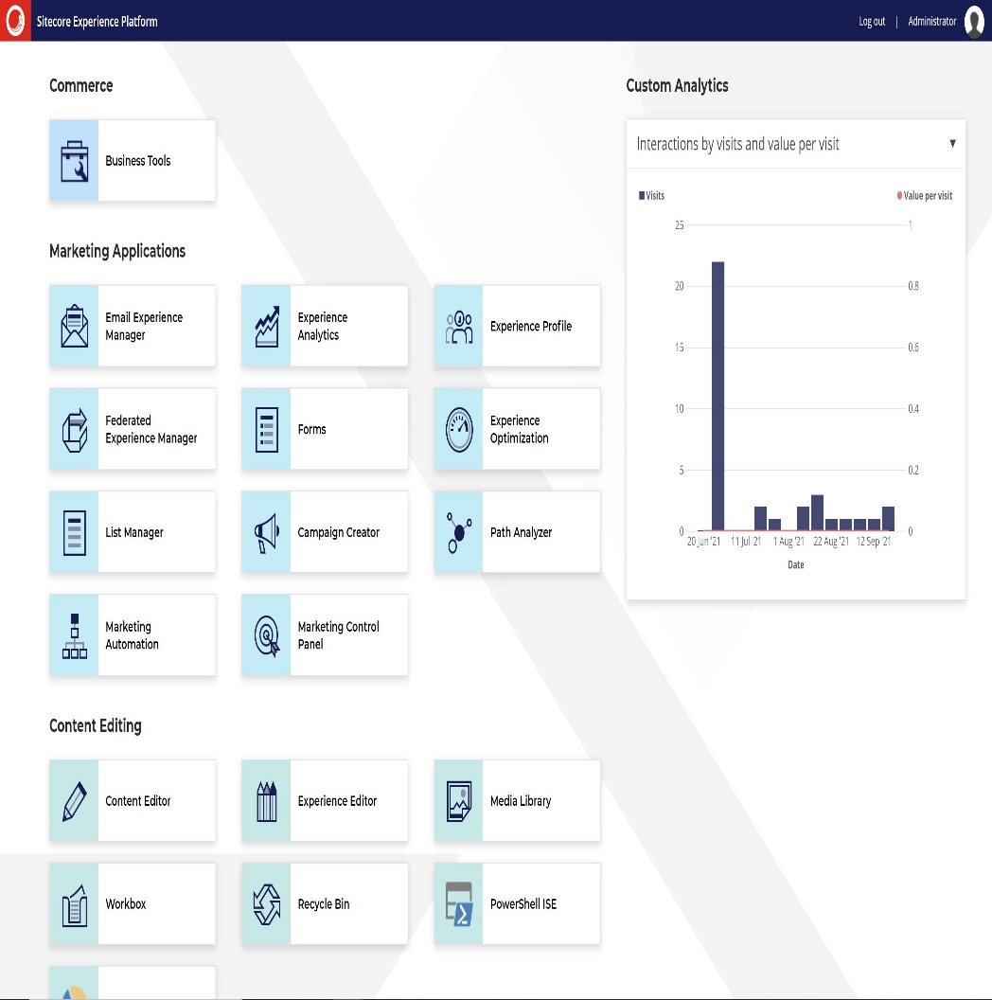 Sitecore Experience Platform
Log out | Administrator
Commerce
Business Tools
Marketing Applications
Email Experience
Manager
Experience
Analytics
Experience Profile
Federated
Experience Manager
Forms
Experience
Optimization
List Manager
Campaign Creator
Path Analyzer
Marketing
Automation
Marketing Control
Panel
Content Editing
Content Editor
Experience Editor
Media Library
Workbox
Recycle Bin
PowerShell ISE
Custom Analytics
Interactions by visits and value per visit
Visits
Value per visit
25 1
20 0.8
15 0.6
10 0.4
5 0.2
0 0
20 Jun '21 11 Jul '21 1 Aug '21 22 Aug '21 12 Sep '21
Date